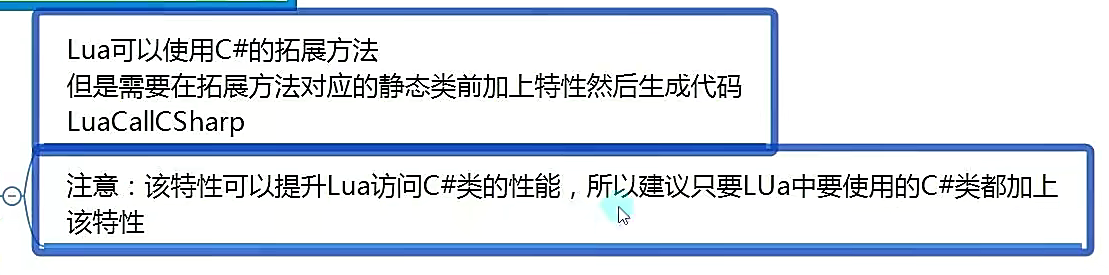 Lua可以使用C#的拓展方法
但是需要在拓展方法对应的静态类前加上特性然后生成代码
LuaCallCSharp
注意：该特性可以提升Lua访问C#类的性能，所以建议只要LUa中要使用的C#类都加上
该特性